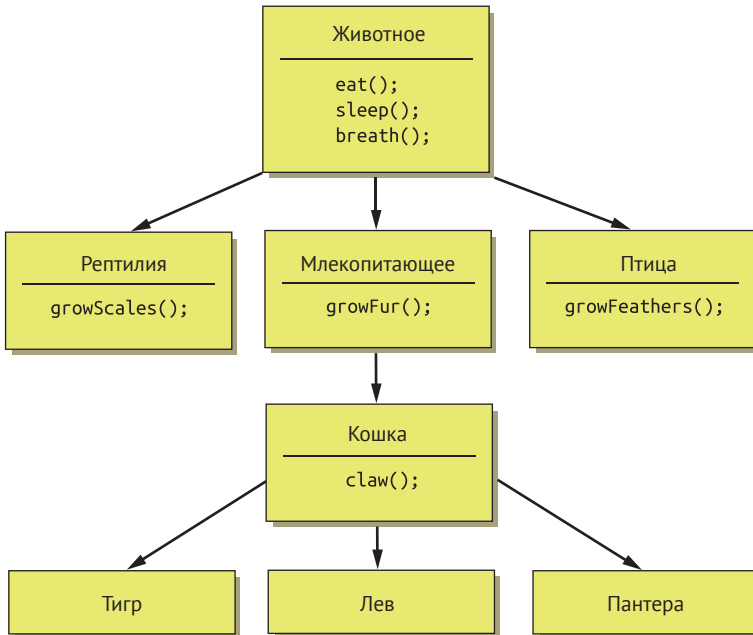 Животное
eat();
sleep();
breath();
Рептилия
growScales();
Млекопитающее
growFur();
Птица
growFeathers();
Кошка
claw();
Тигр
Лев
Пантера